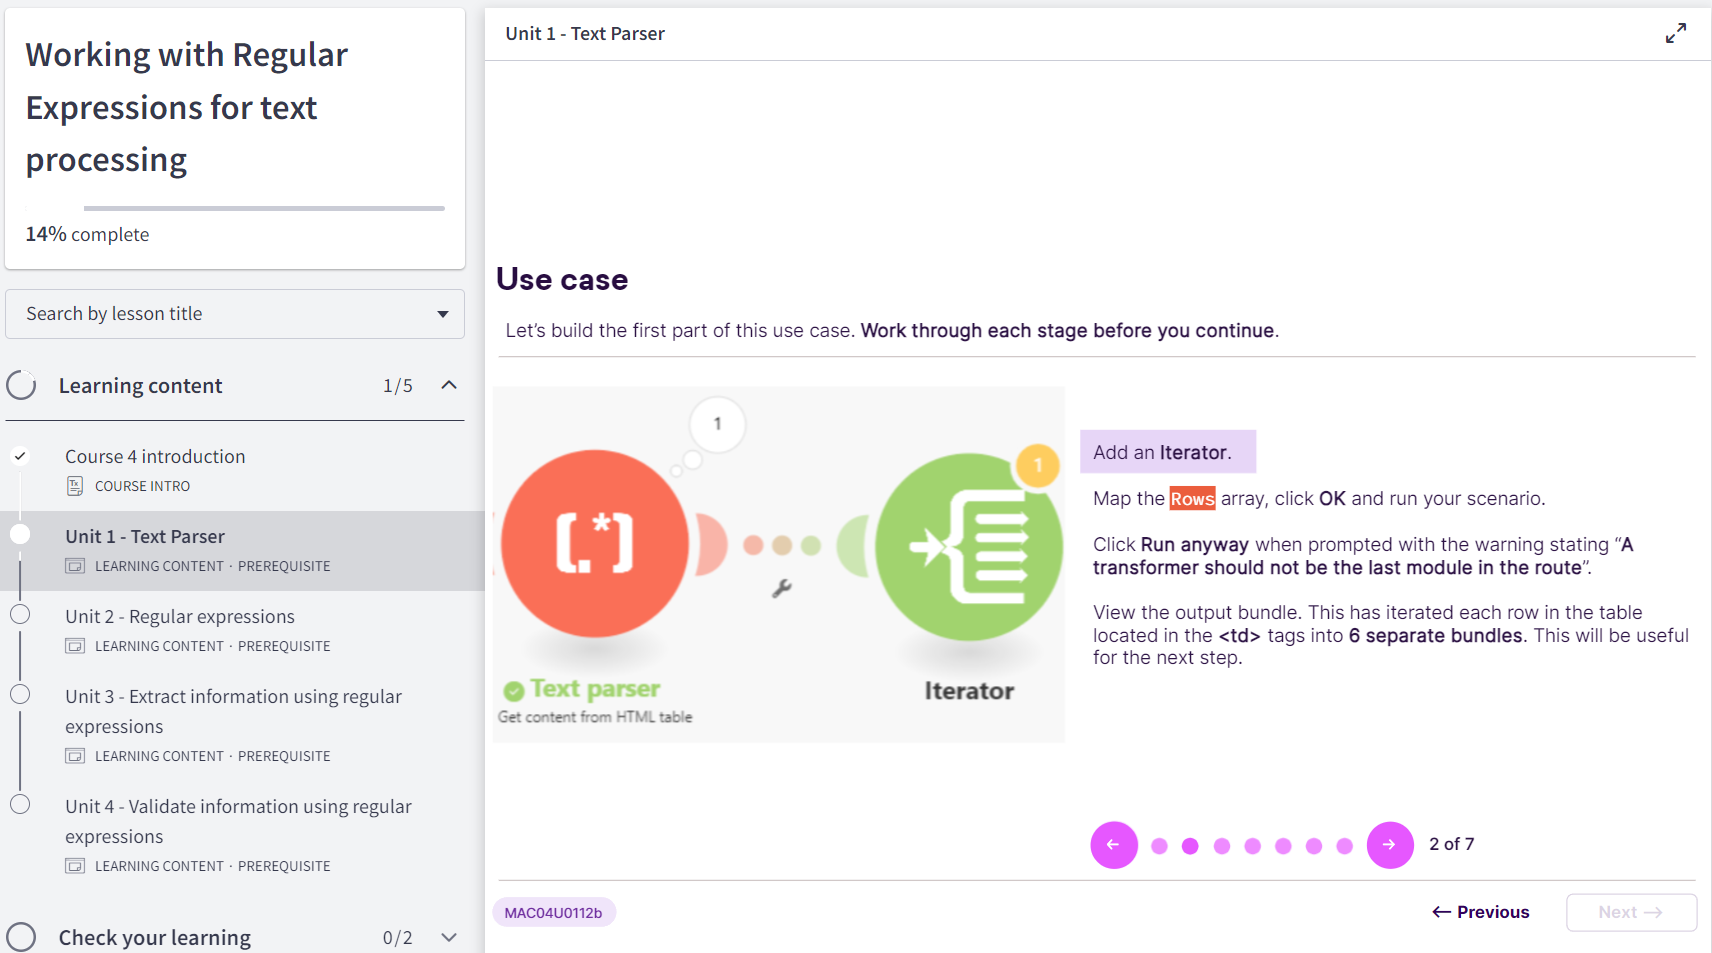 Working with Regular
Expressions for text
processing
14% complete
Search by lesson title
Learning content 1/5
Course 4 introduction
COURSE INTRO
Unit 1 - Text Parser
LEARNING CONTENT · PREREQUISITE
Unit 2 - Regular expressions
LEARNING CONTENT · PREREQUISITE
Unit 3 - Extract information using regular
expressions
LEARNING CONTENT · PREREQUISITE
Unit 4 - Validate information using regular
expressions
LEARNING CONTENT · PREREQUISITE
Check your learning 0/2
Unit 1 - Text Parser
Use case
Let's build the first part of this use case. Work through each stage before you continue.
1
1
[.*]
Text parser
Get content from HTML table
Iterator
Add an Iterator.
Map the Rows array, click OK and run your scenario.
Click Run anyway when prompted with the warning stating “A
transformer should not be the last module in the route”.
View the output bundle. This has iterated each row in the table
located in the <td> tags into 6 separate bundles. This will be useful
for the next step.
2 of 7
MAC04U0112b
← Previous
Next →